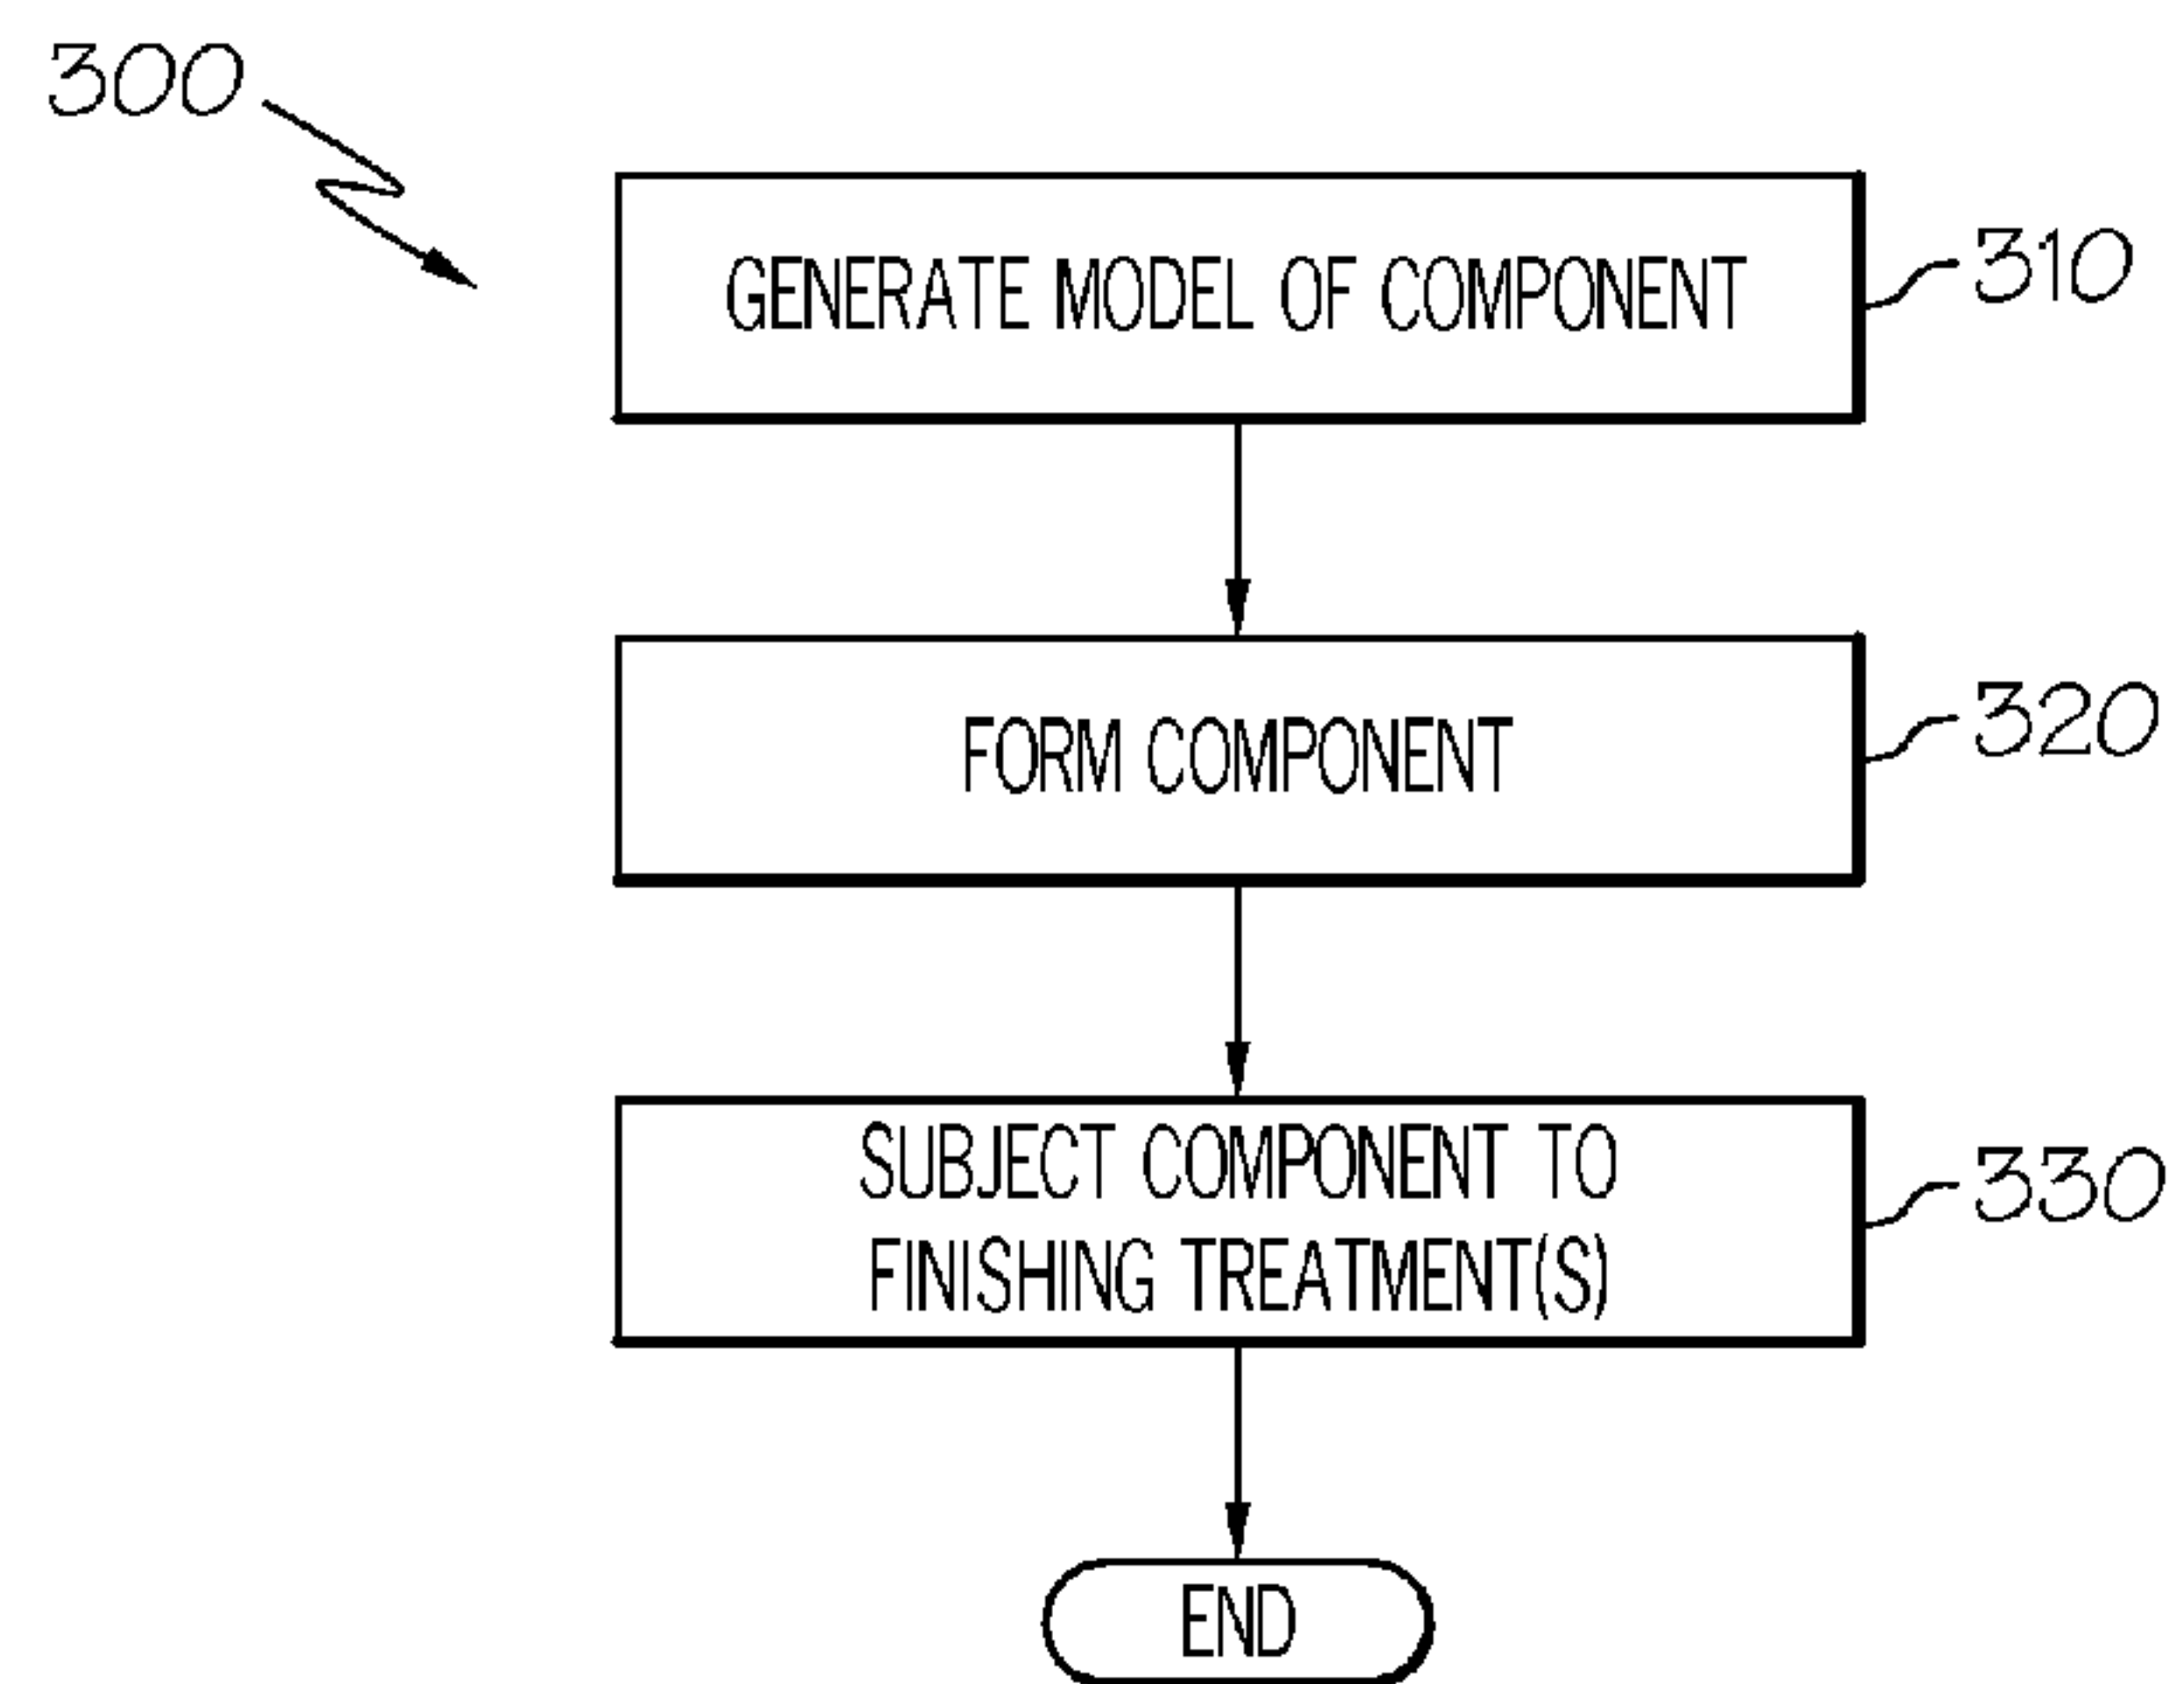 300
GENERATE MODEL OF COMPONENT
310
FORM COMPONENT
320
SUBJECT COMPONENT TO
FINISHING TREATMENT(S)
330
END